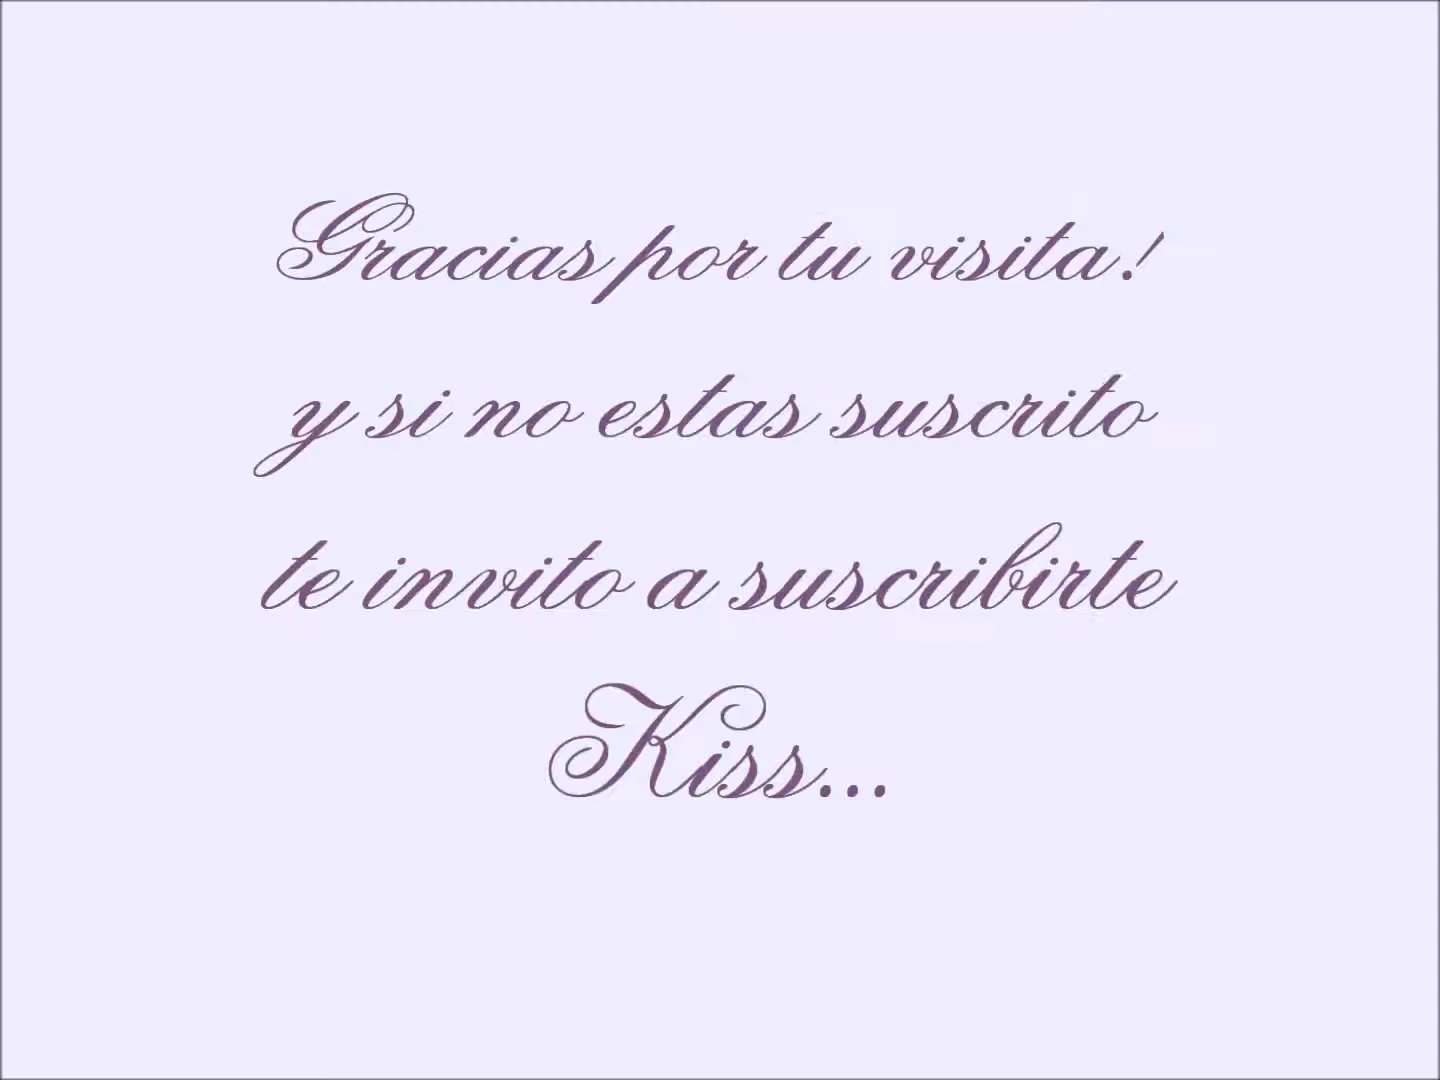 Gracias por tu visita!
y si no estas suscrito
te invito a suscribirte
Kiss...